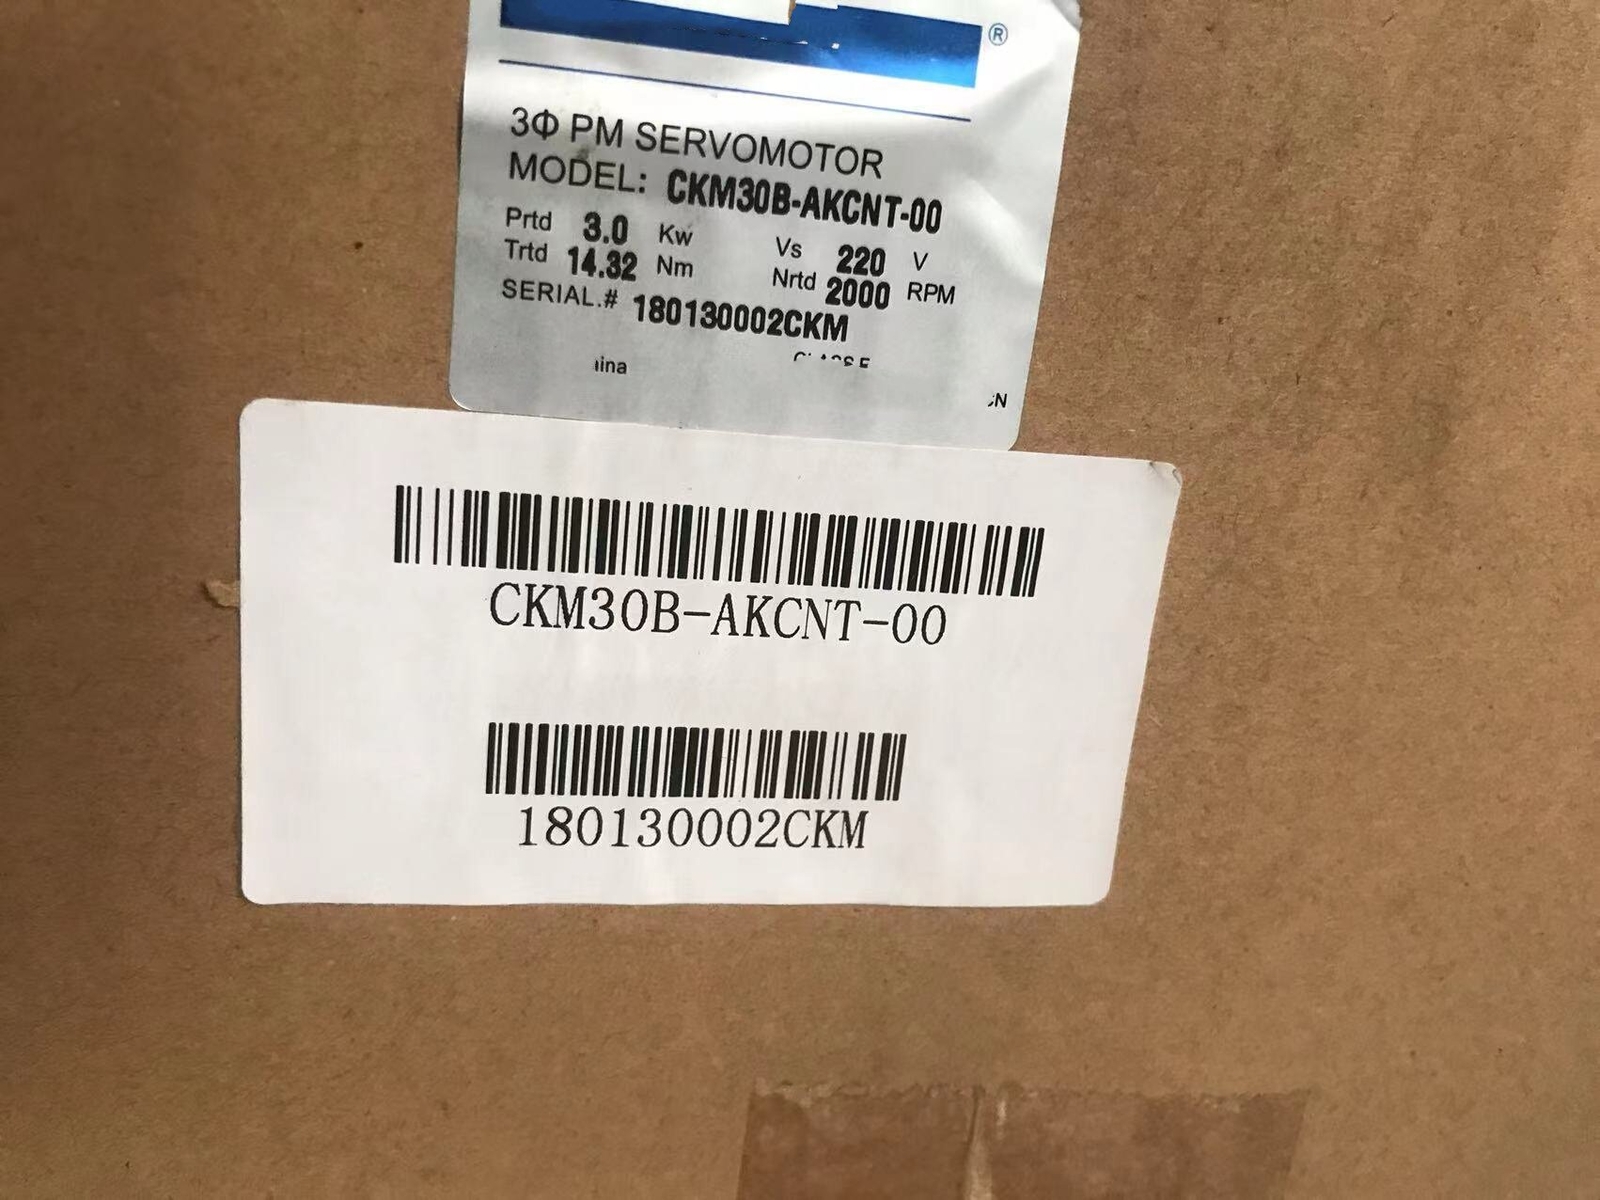 ®
3Φ PM SERVOMOTOR
MODEL: CKM30B-AKCNT-00
Prtd 3.0 Kw Vs 220 V
Trtd 14.32 Nm Nrtd 2000 RPM
SERIAL.# 180130002CKM
CKM30B-AKCNT-00
180130002CKM